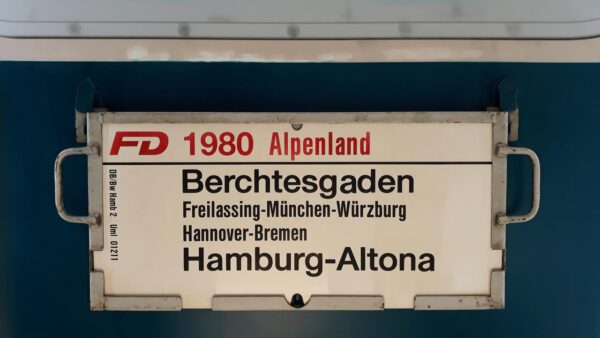 FD 1980 Alpenland
Berchtesgaden
Freilassing-München-Würzburg
Hannover-Bremen
Hamburg-Altona
DB/Bw Hamb 2 Uml 01211